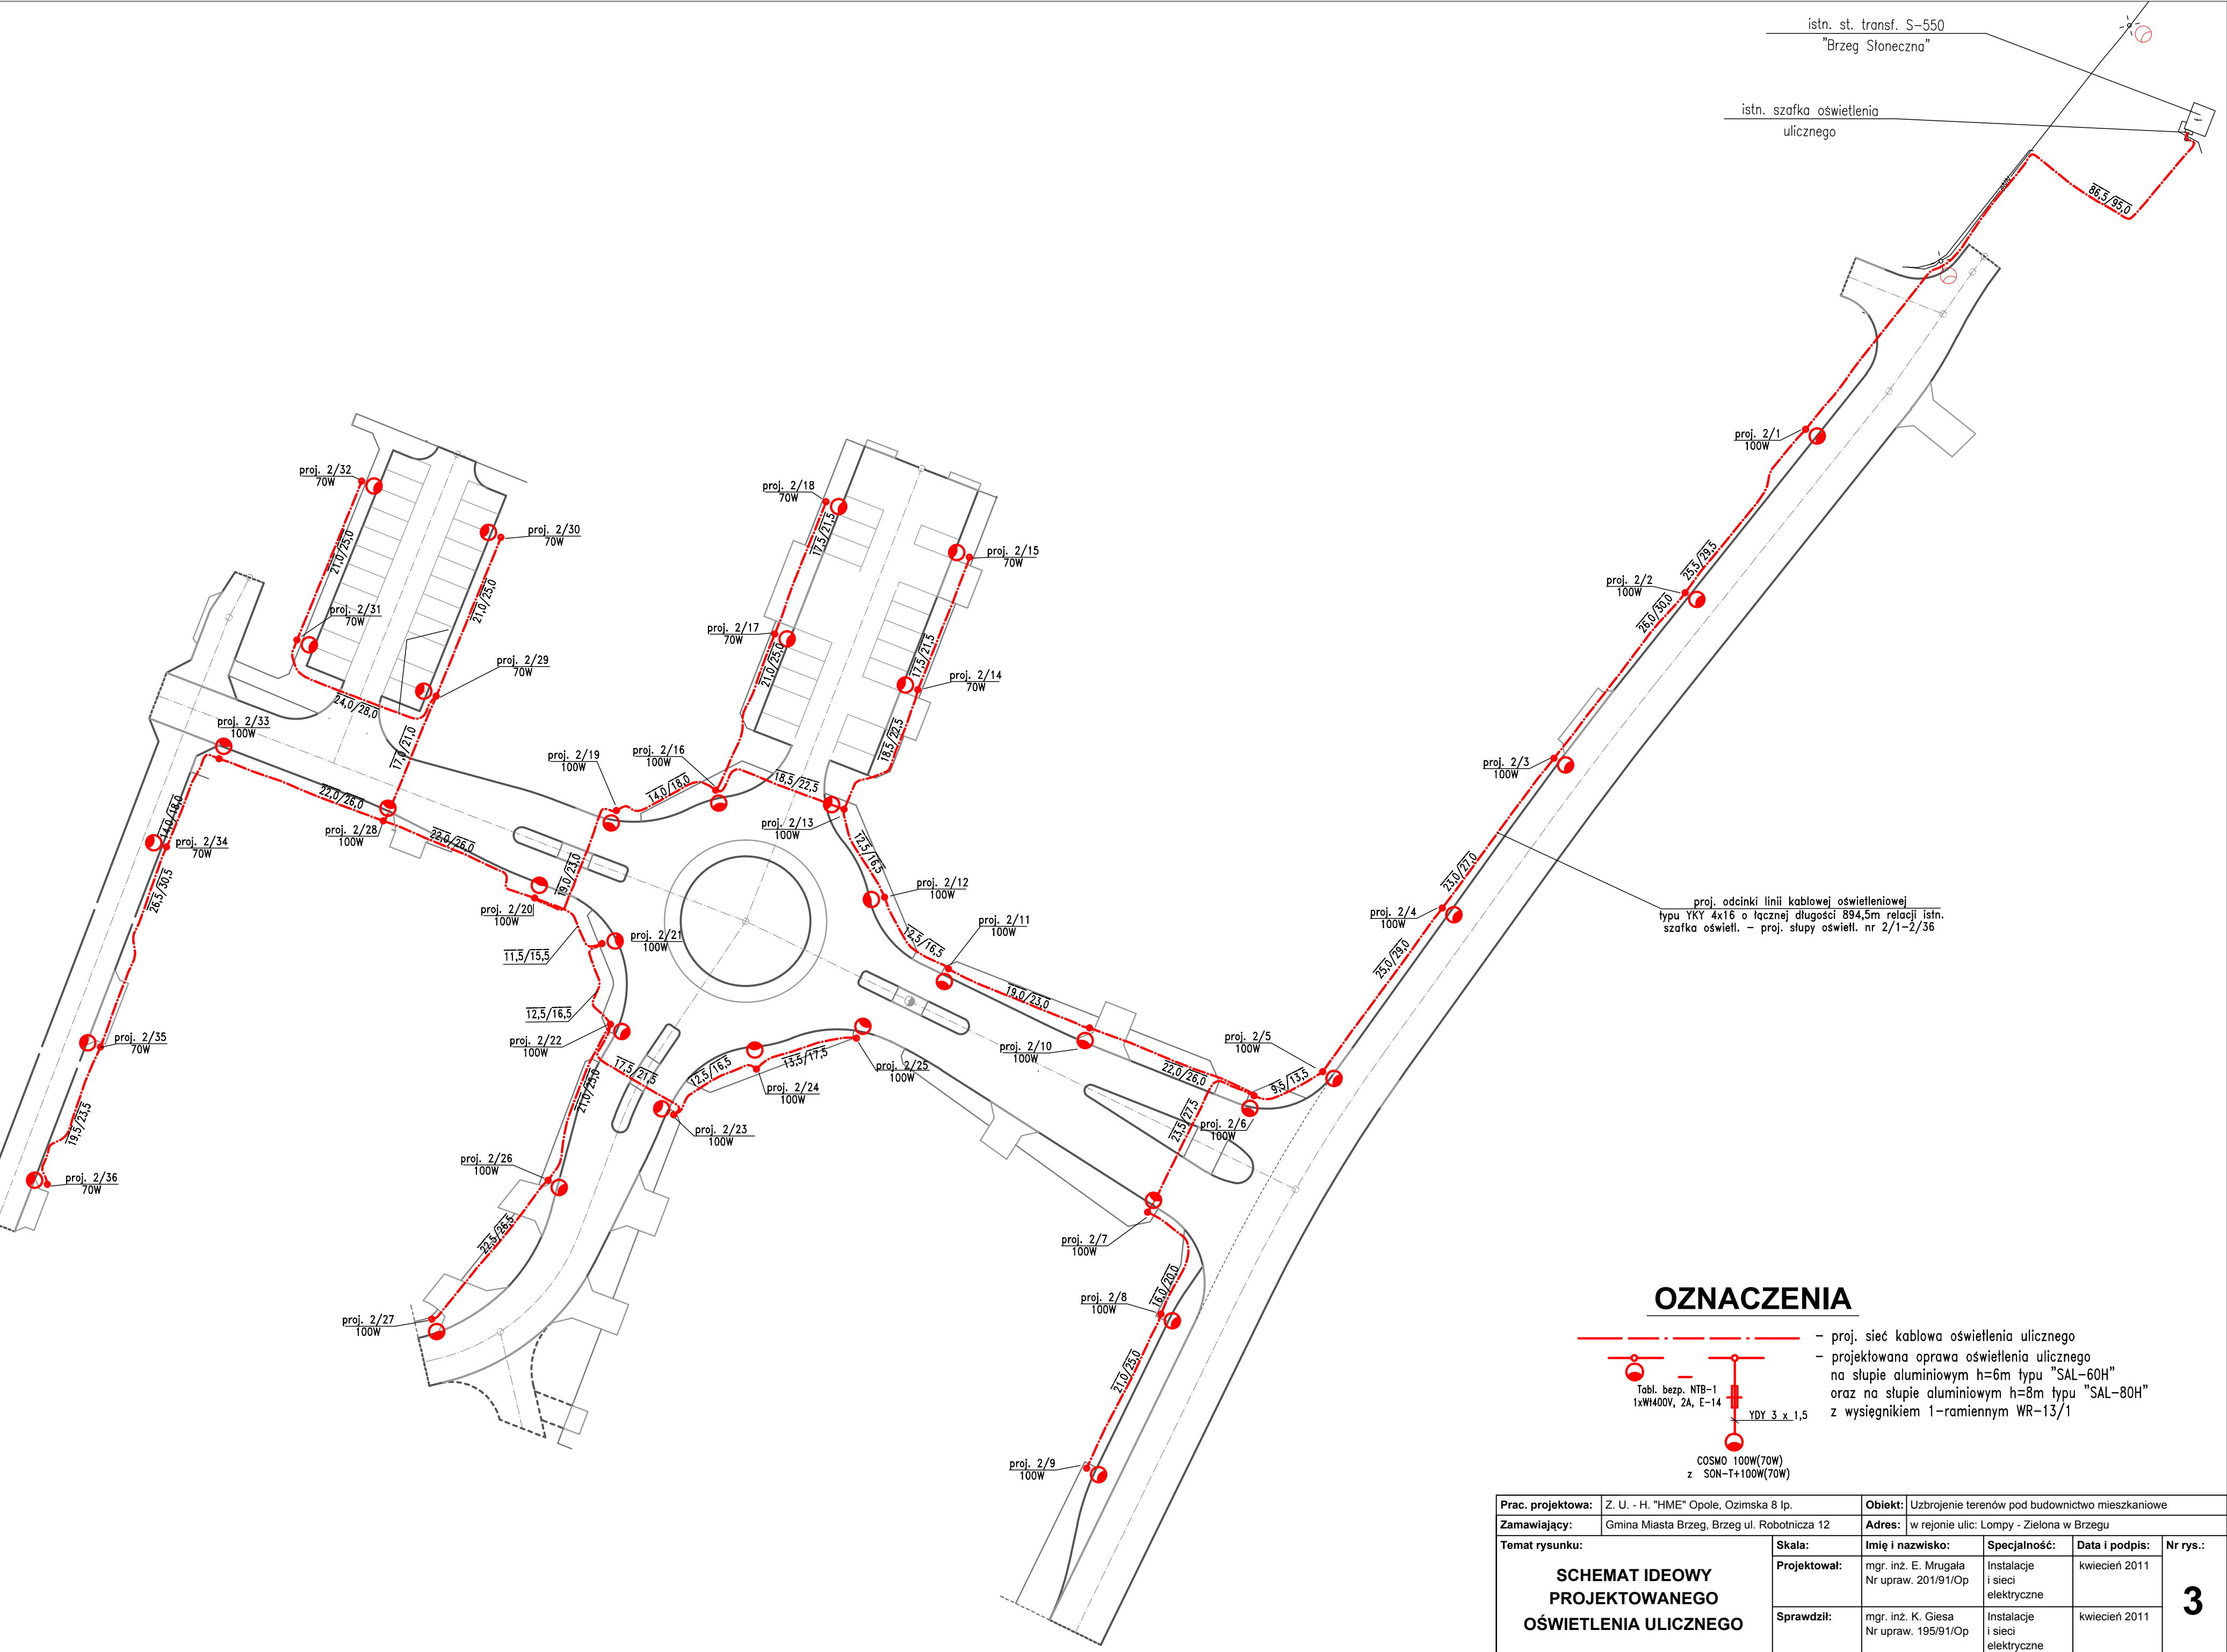 istn. st. transf. S-550
"Brzeg Słoneczna"
istn. szafka oświetlenia
ulicznego
86,5/95,0
proj. 2/1
100W
25,5/29,5
proj. 2/2
100W
26,0/30,0
proj. 2/3
100W
23,0/27,0
proj. 2/4
100W
25,0/29,0
proj. 2/5
100W
9,5/13,5
proj. odcinki linii kablowej oświetleniowej
typu YKY 4x16 o łącznej długości 894,5m relacji istn.
szafka oświetl. - proj. słupy oświetl. nr 2/1-2/36
proj. 2/32
70W
21,0/25,0
proj. 2/30
70W
21,0/25,0
proj. 2/31
70W
proj. 2/29
70W
24,0/28,0
17,0/21,0
proj. 2/18
70W
17,5/21,5
proj. 2/15
70W
proj. 2/17
70W
21,0/25,0
17,5/21,5
proj. 2/14
70W
18,5/22,5
proj. 2/33
100W
22,0/26,0
proj. 2/28
100W
22,0/26,0
14,0/18,0
proj. 2/34
70W
26,5/30,5
proj. 2/35
70W
19,5/23,5
proj. 2/36
70W
proj. 2/19
100W
proj. 2/16
100W
14,0/18,0
18,5/22,5
proj. 2/13
100W
12,5/16,5
proj. 2/12
100W
12,5/16,5
proj. 2/11
100W
19,0/23,0
19,0/23,0
proj. 2/20
100W
proj. 2/21
100W
11,5/15,5
12,5/16,5
proj. 2/22
100W
21,0/25,0
17,5/21,5
12,5/16,5
13,5/17,5
proj. 2/24
100W
proj. 2/25
100W
proj. 2/23
100W
proj. 2/10
100W
22,0/26,0
proj. 2/6
100W
23,5/27,5
proj. 2/7
100W
proj. 2/8
100W
16,0/20,0
21,0/25,0
proj. 2/9
100W
proj. 2/26
100W
22,5/26,5
proj. 2/27
100W
OZNACZENIA
- proj. sieć kablowa oświetlenia ulicznego
- projektowana oprawa oświetlenia ulicznego
na słupie aluminiowym h=6m typu "SAL-60H"
oraz na słupie aluminiowym h=8m typu "SAL-80H"
z wysięgnikiem 1-ramiennym WR-13/1
Tabl. bezp. NTB-1
1xWł400V, 2A, E-14
YDY 3 x 1,5
COSMO 100W(70W)
z SON-T+100W(70W)
Prac. projektowa: Z. U. - H. "HME" Opole, Ozimska 8 Ip. Obiekt: Uzbrojenie terenów pod budownictwo mieszkaniowe
Zamawiający: Gmina Miasta Brzeg, Brzeg ul. Robotnicza 12 Adres: w rejonie ulic: Lompy - Zielona w Brzegu
Temat rysunku: Skala: Imię i nazwisko: Specjalność: Data i podpis: Nr rys.:
SCHEMAT IDEOWY
PROJEKTOWANEGO
OŚWIETLENIA ULICZNEGO
Projektował: mgr. inż. E. Mrugała Instalacje kwiecień 2011
Nr upraw. 201/91/Op i sieci
elektryczne
3
Sprawdził: mgr. inż. K. Giesa Instalacje kwiecień 2011
Nr upraw. 195/91/Op i sieci
elektryczne